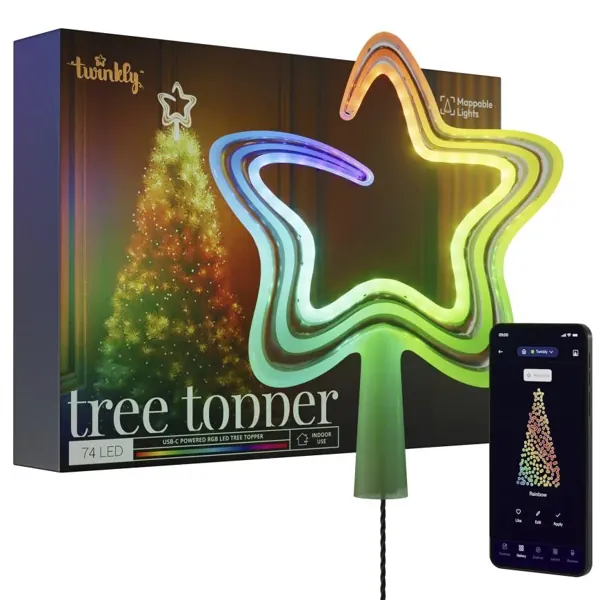 twinkly
Mappable
Lights
tree topper
74 LED
USB-C POWERED RGB LED TREE TOPPER
INDOOR
USE
Twinkly
Rainbow
Like
Edit
Apply
Gallery